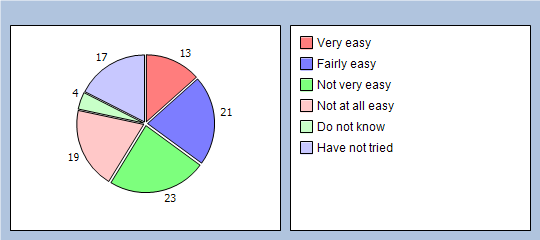 17
13
4
21
19
23
Very easy
Fairly easy
Not very easy
Not at all easy
Do not know
Have not tried